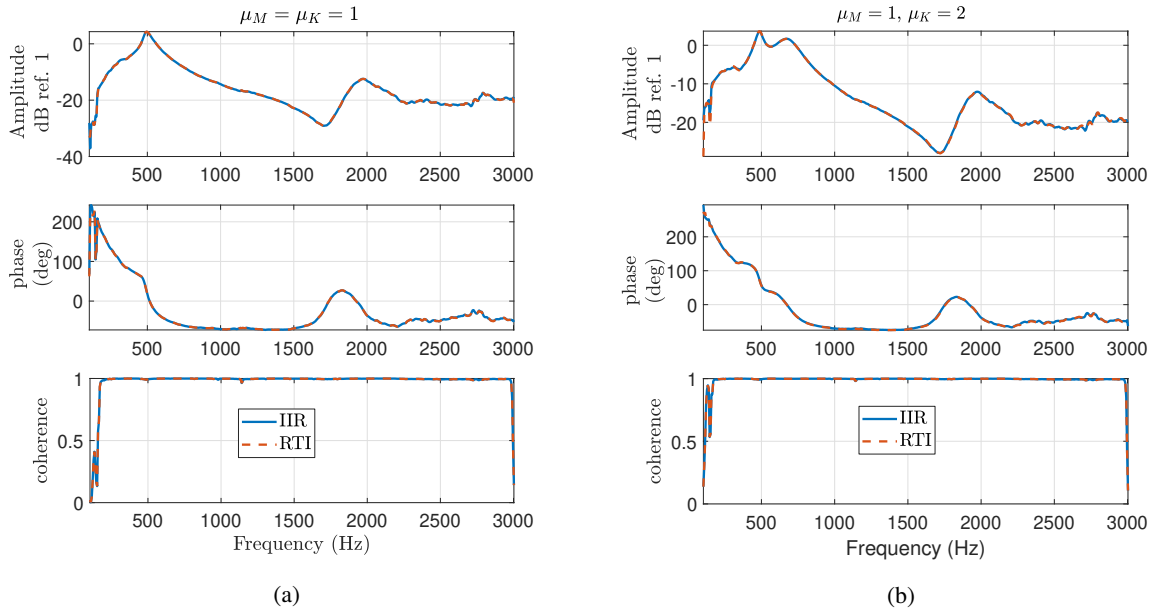 μ_M = μ_K = 1
Amplitude
dB ref. 1
0
-20
-40
500 1000 1500 2000 2500 3000
phase
(deg)
200
100
0
500 1000 1500 2000 2500 3000
coherence
1
0.5
0
IIR
RTI
500 1000 1500 2000 2500 3000
Frequency (Hz)
(a)
μ_M = 1, μ_K = 2
Amplitude
dB ref. 1
0
-10
-20
500 1000 1500 2000 2500 3000
phase
(deg)
200
100
0
500 1000 1500 2000 2500 3000
coherence
1
0.5
0
IIR
RTI
500 1000 1500 2000 2500 3000
Frequency (Hz)
(b)